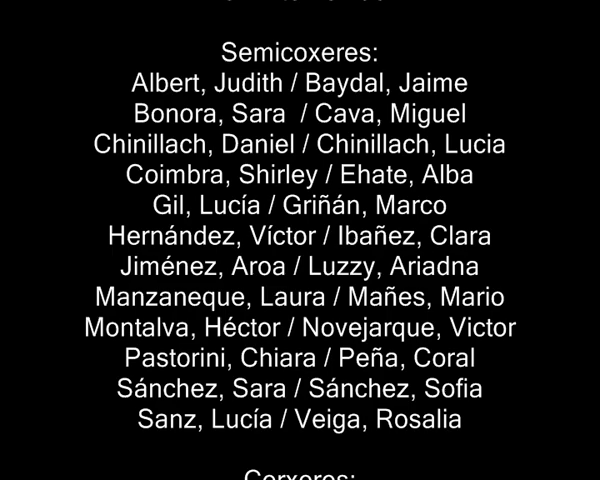 Semicoxeres:
Albert, Judith / Baydal, Jaime
Bonora, Sara / Cava, Miguel
Chinillach, Daniel / Chinillach, Lucia
Coimbra, Shirley / Ehate, Alba
Gil, Lucía / Griñán, Marco
Hernández, Víctor / Ibañez, Clara
Jiménez, Aroa / Luzzy, Ariadna
Manzaneque, Laura / Mañes, Mario
Montalva, Héctor / Novejarque, Victor
Pastorini, Chiara / Peña, Coral
Sánchez, Sara / Sánchez, Sofia
Sanz, Lucía / Veiga, Rosalia